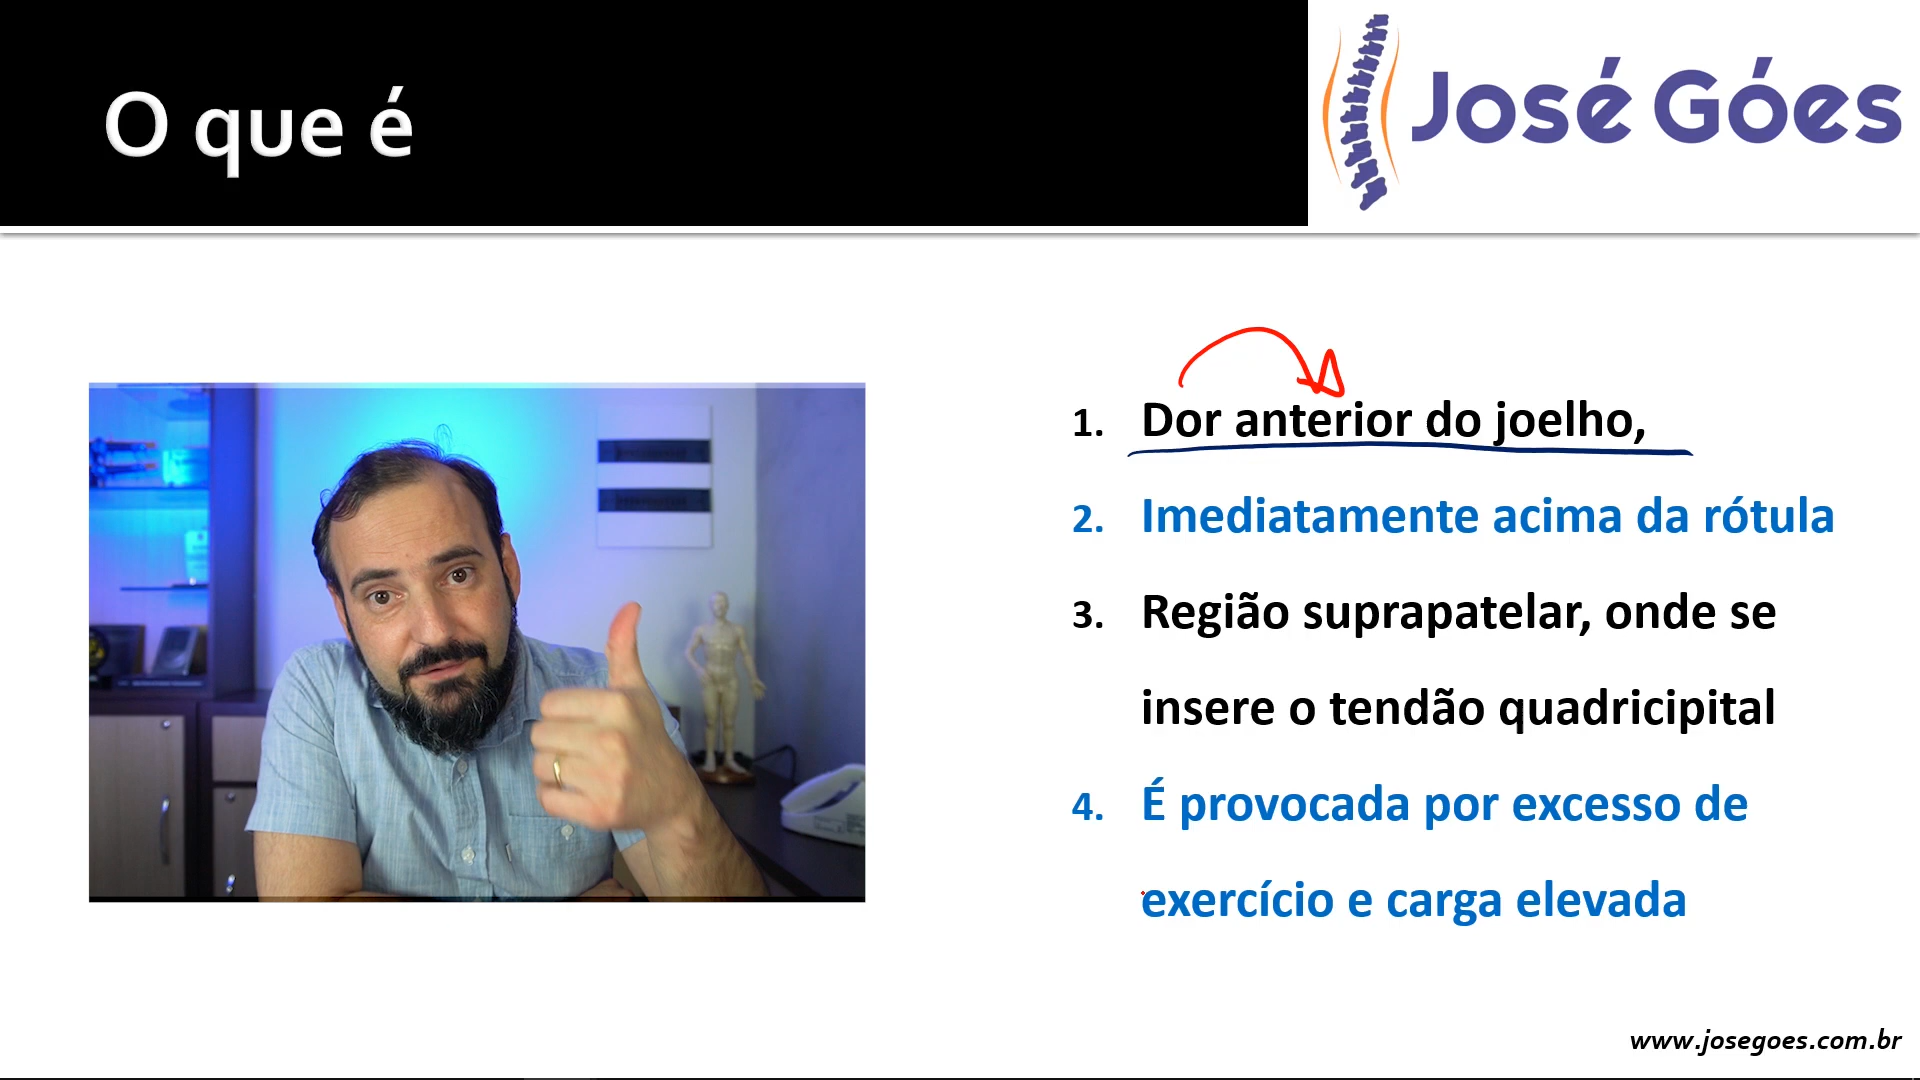 O que é
José Góes
1. Dor anterior do joelho,
2. Imediatamente acima da rótula
3. Região suprapatelar, onde se
insere o tendão quadricipital
4. É provocada por excesso de
exercício e carga elevada
www.josegoes.com.br